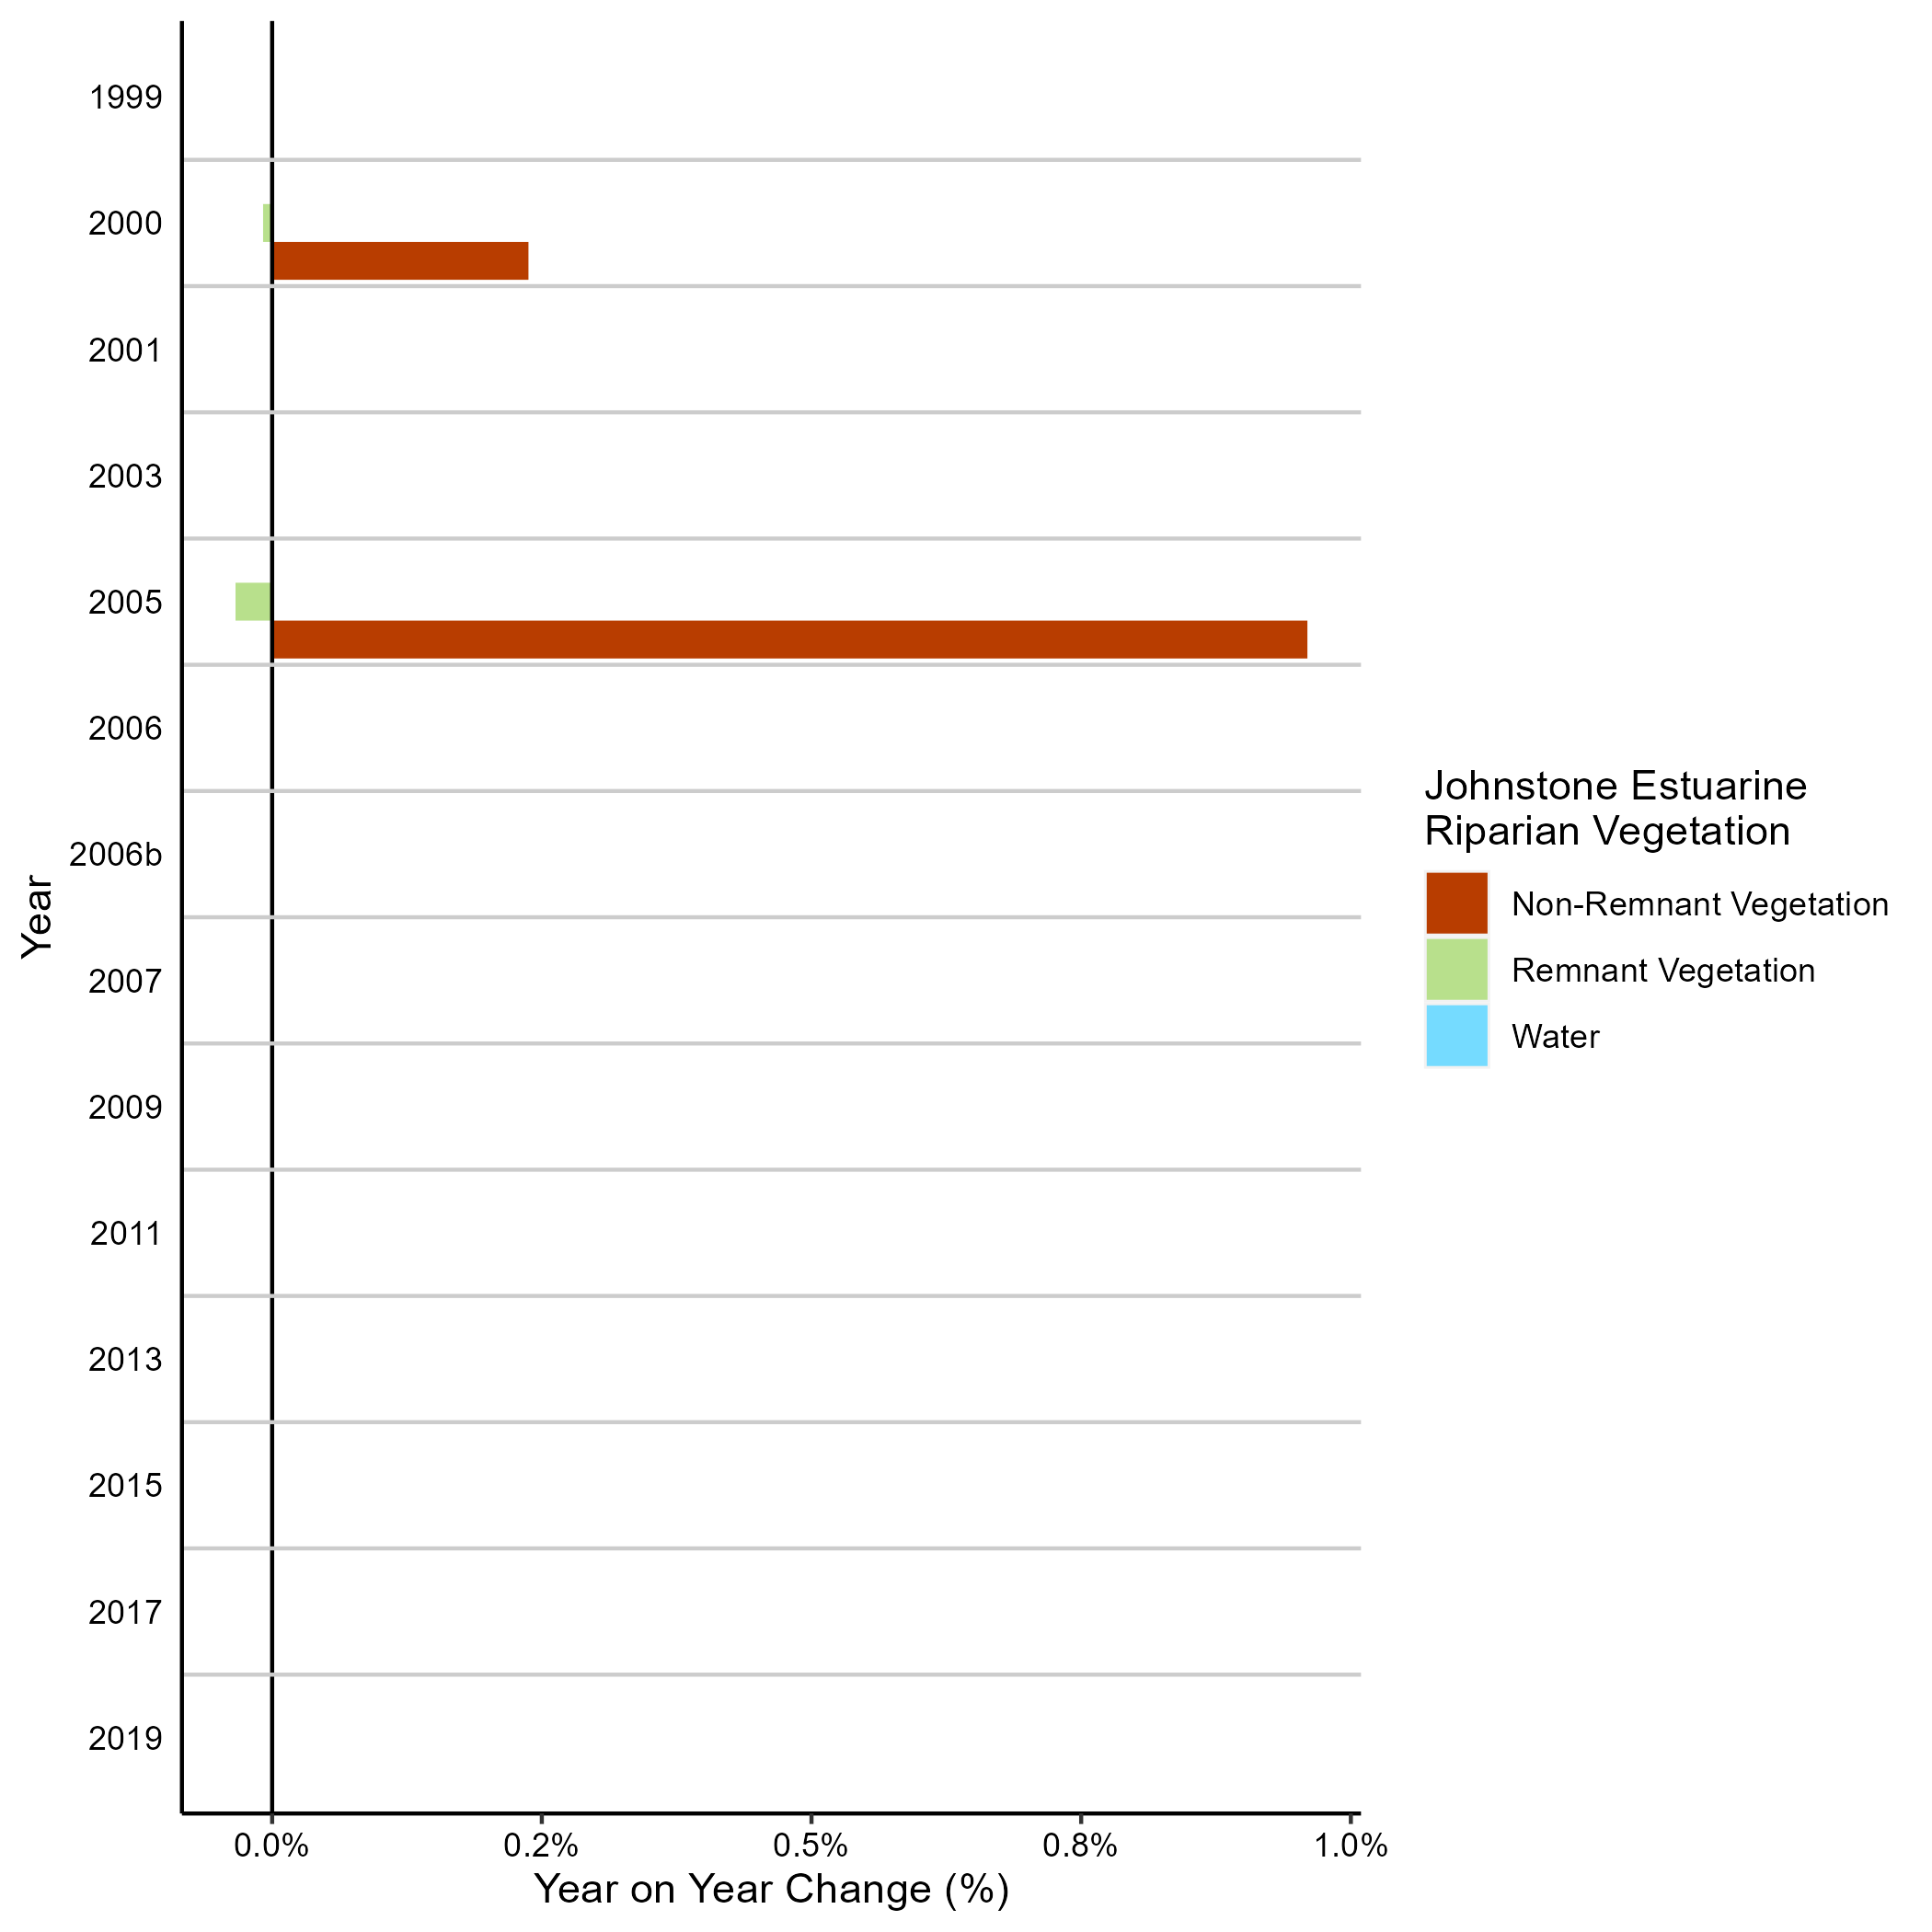 Year
1999
2000
2001
2003
2005
2006
2006b
2007
2009
2011
2013
2015
2017
2019
0.0%
0.2%
0.5%
0.8%
1.0%
Year on Year Change (%)
Johnstone Estuarine
Riparian Vegetation
Non-Remnant Vegetation
Remnant Vegetation
Water